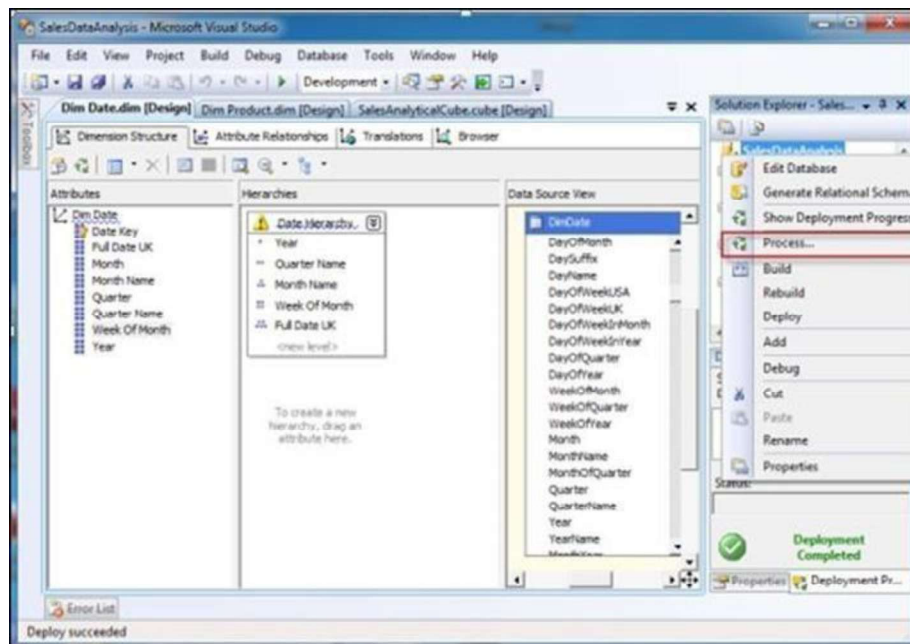 SalesDataAnalysis - Microsoft Visual Studio
File Edit View Project Build Debug Database Tools Window Help
Development
Toolbox
Dim Date.dim [Design] Dim Product.dim [Design] SalesAnalyticalCube.cube [Design]
Dimension Structure Attribute Relationships Translations Browser
Attributes
Dim Date
Date Key
Full Date UK
Month
Month Name
Quarter
Quarter Name
Week Of Month
Year
Hierarchies
Date Hierarchy
Year
Quarter Name
Month Name
Week Of Month
Full Date UK
<new level>
To create a new
hierarchy, drag an
attribute here.
Data Source View
DimDate
DayOfMonth
DaySuffix
DayName
DayOfWeekUSA
DayOfWeekUK
DayOfWeekInMonth
DayOfWeekInYear
DayOfQuarter
DayOfYear
WeekOfMonth
WeekOfQuarter
WeekOfYear
Month
MonthName
MonthOfQuarter
Quarter
QuarterName
Year
YearName
Solution Explorer - Sales...
SalesDataAnalysis
Edit Database
Generate Relational Schem
Show Deployment Progres
Process...
Build
Rebuild
Deploy
Add
Debug
Cut
Paste
Rename
Properties
Status:
Deployment
Completed
Properties Deployment Pr...
Error List
Deploy succeeded